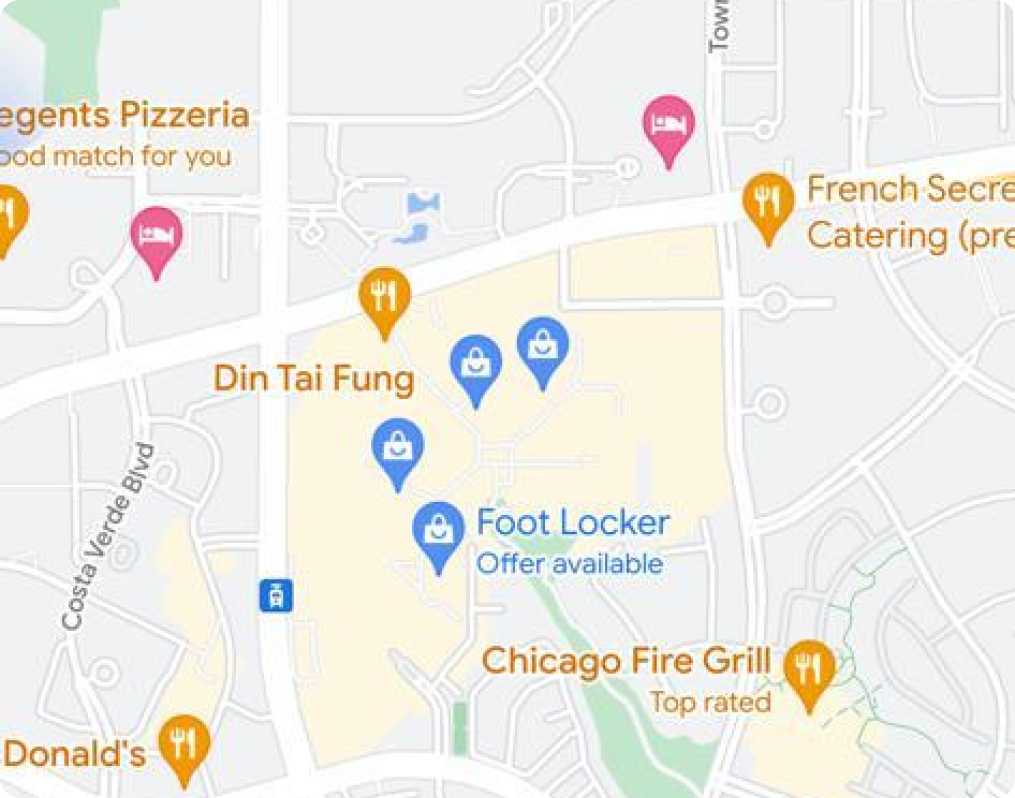 Town
egents Pizzeria
ood match for you
French Secre
Catering (pre
Din Tai Fung
Costa Verde Blvd
Foot Locker
Offer available
Chicago Fire Grill
Top rated
Donald's